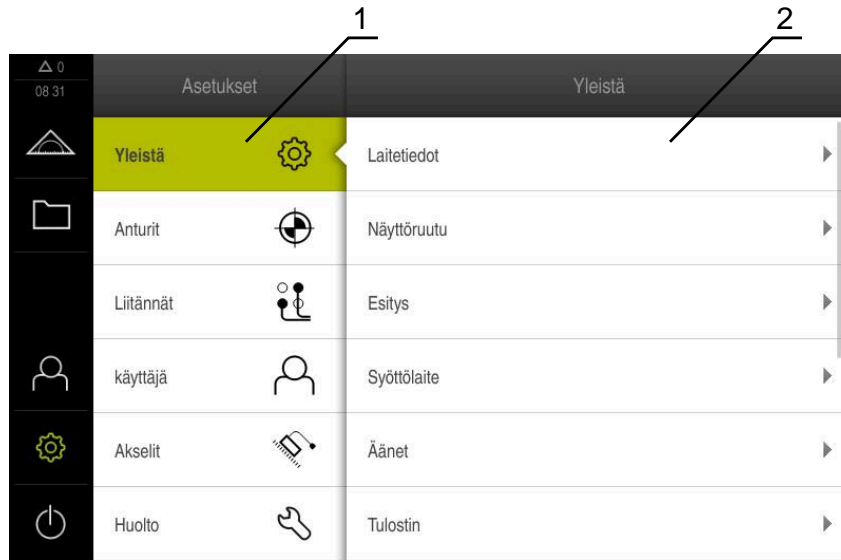 1 2
0
08 31
Asetukset
Yleistä
Yleistä
Laitetiedot
Anturit
Näyttöruutu
Liitännät
Esitys
käyttäjä
Syöttölaite
Akselit
Äänet
Huolto
Tulostin